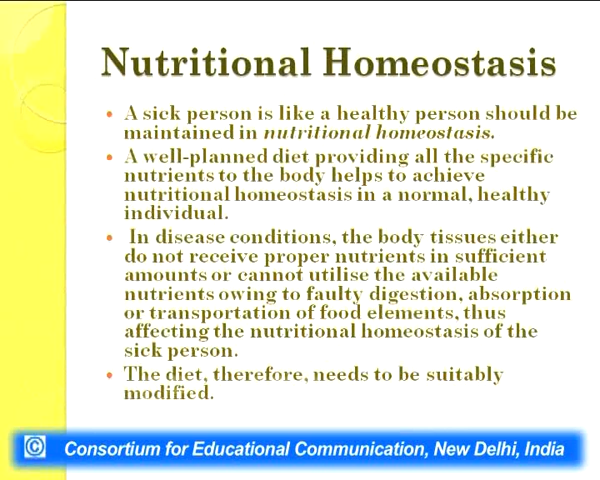 Nutritional Homeostasis
• A sick person is like a healthy person should be
maintained in nutritional homeostasis.
• A well-planned diet providing all the specific
nutrients to the body helps to achieve
nutritional homeostasis in a normal, healthy
individual.
• In disease conditions, the body tissues either
do not receive proper nutrients in sufficient
amounts or cannot utilise the available
nutrients owing to faulty digestion, absorption
or transportation of food elements, thus
affecting the nutritional homeostasis of the
sick person.
• The diet, therefore, needs to be suitably
modified.
© Consortium for Educational Communication, New Delhi, India